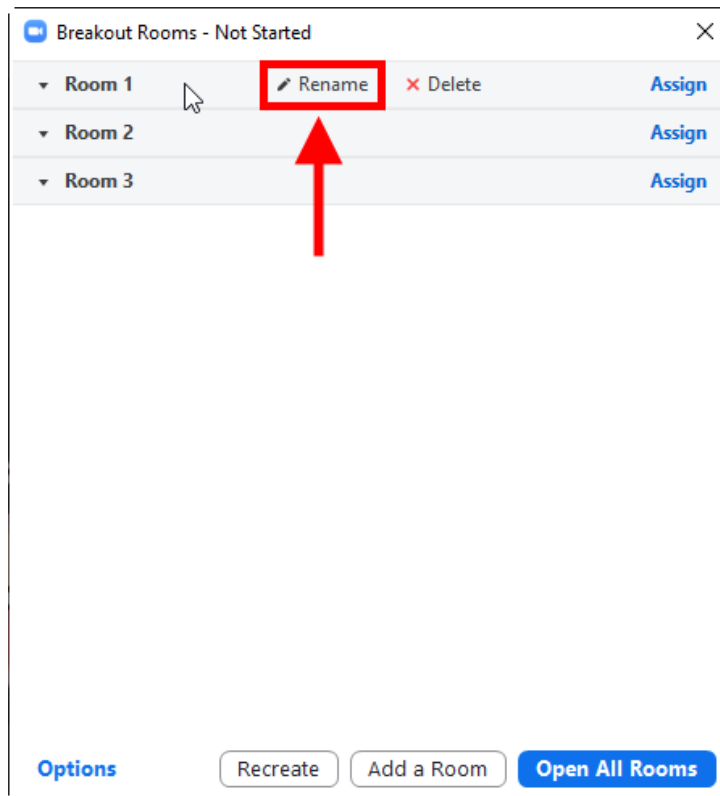 Breakout Rooms - Not Started
Room 1 Rename Delete Assign
Room 2 Assign
Room 3 Assign
Options Recreate Add a Room Open All Rooms